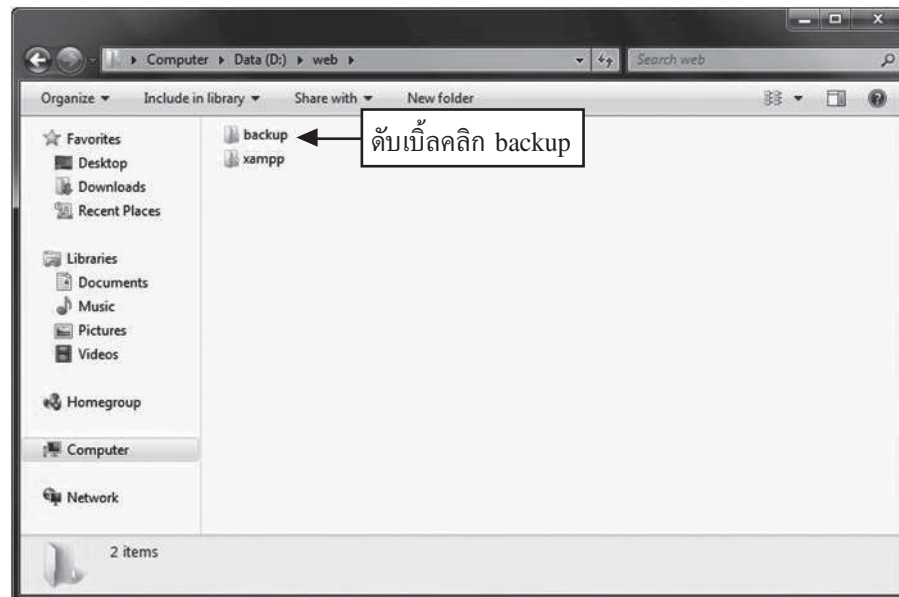 Computer ▸ Data (D:) ▸ web ▸
Search web
Organize
Include in library
Share with
New folder
Favorites
Desktop
Downloads
Recent Places
Libraries
Documents
Music
Pictures
Videos
Homegroup
Computer
Network
backup
xampp
ดับเบิ้ลคลิก backup
2 items